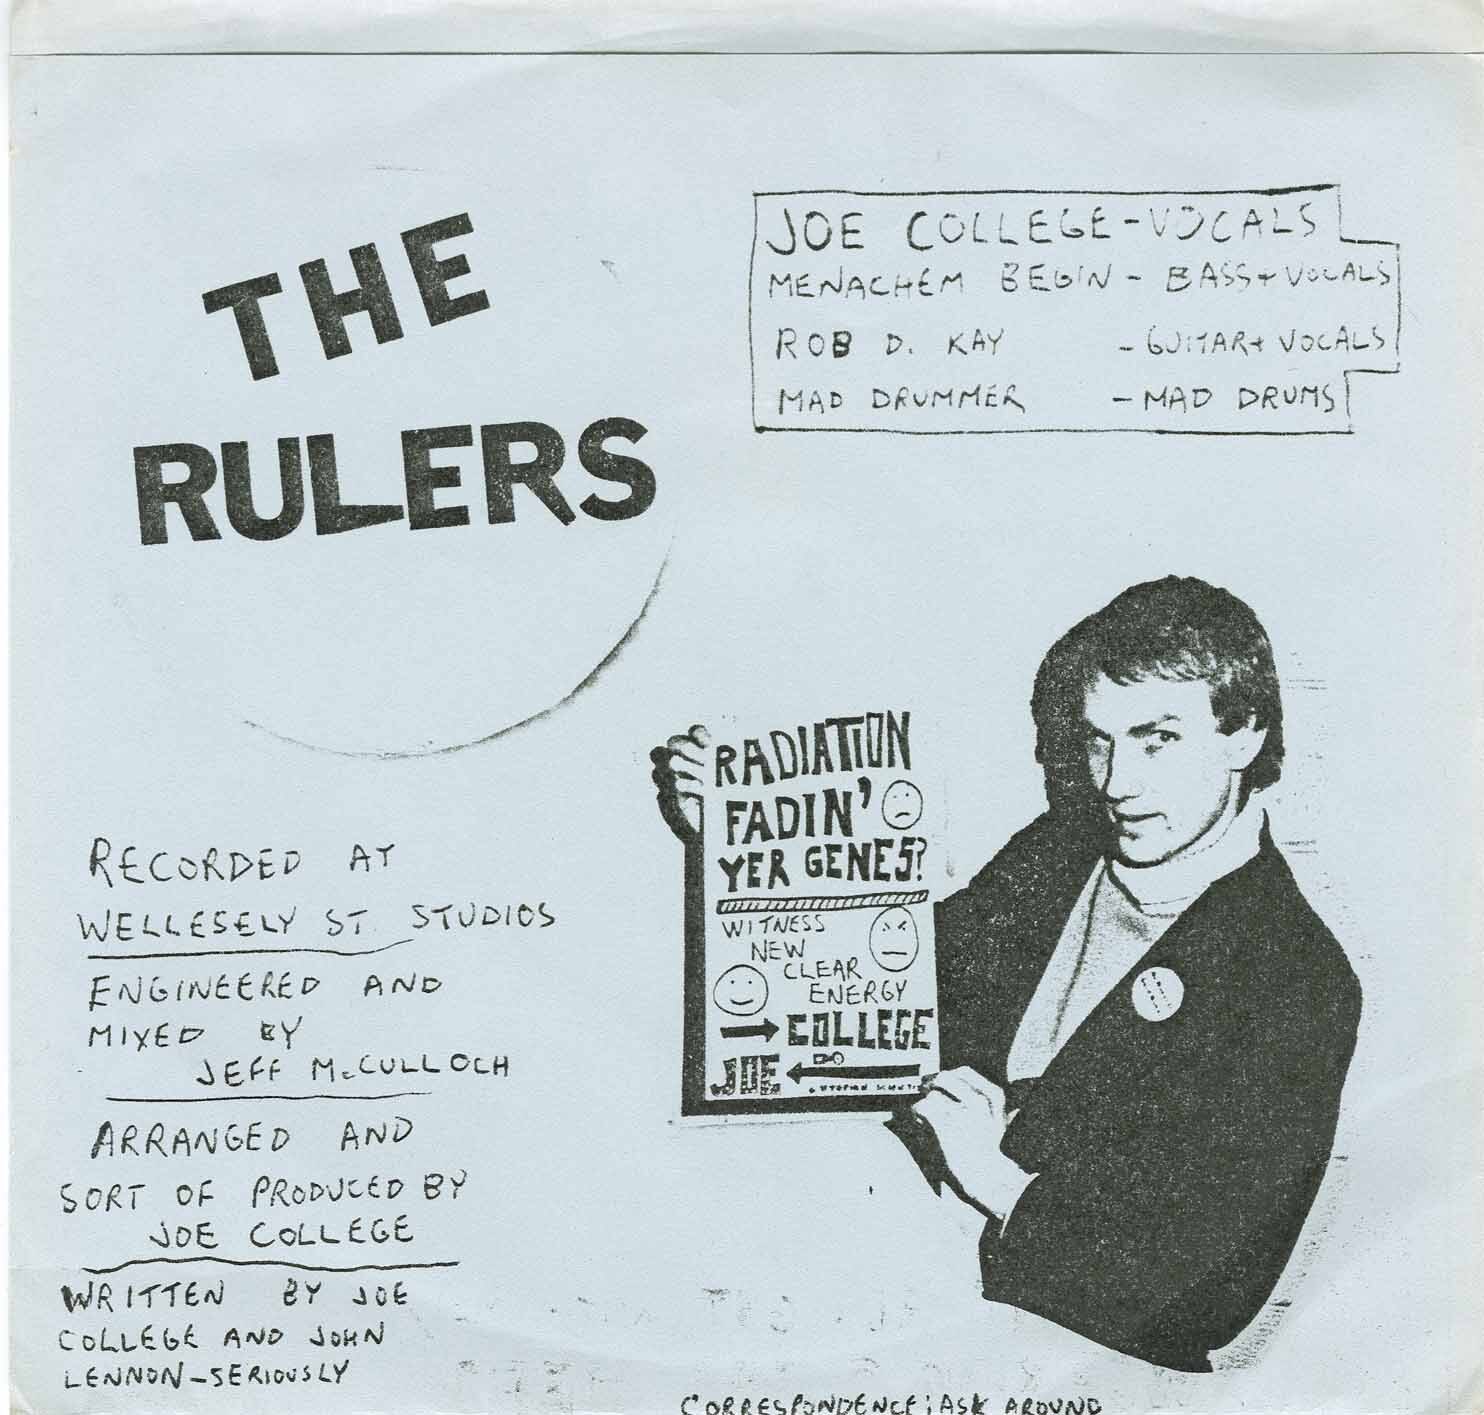 THE
RULERS
JOE COLLEGE-VOCALS
MENACHEM BEGIN - BASS+VOCALS
ROB D. KAY - GUITAR+ VOCALS
MAD DRUMMER - MAD DRUMS
RADIATION
FADIN'
YER GENES?
WITNESS
NEW
CLEAR
ENERGY
COLLEGE
JOE
RECORDED AT
WELLESELY ST. STUDIOS
ENGINEERED AND
MIXED BY
JEFF McCULLOCH
ARRANGED AND
SORT OF PRODUCED BY
JOE COLLEGE
WRITTEN BY JOE
COLLEGE AND JOHN
LENNON-SERIOUSLY
CORRESPONDENCE; ASK AROUND